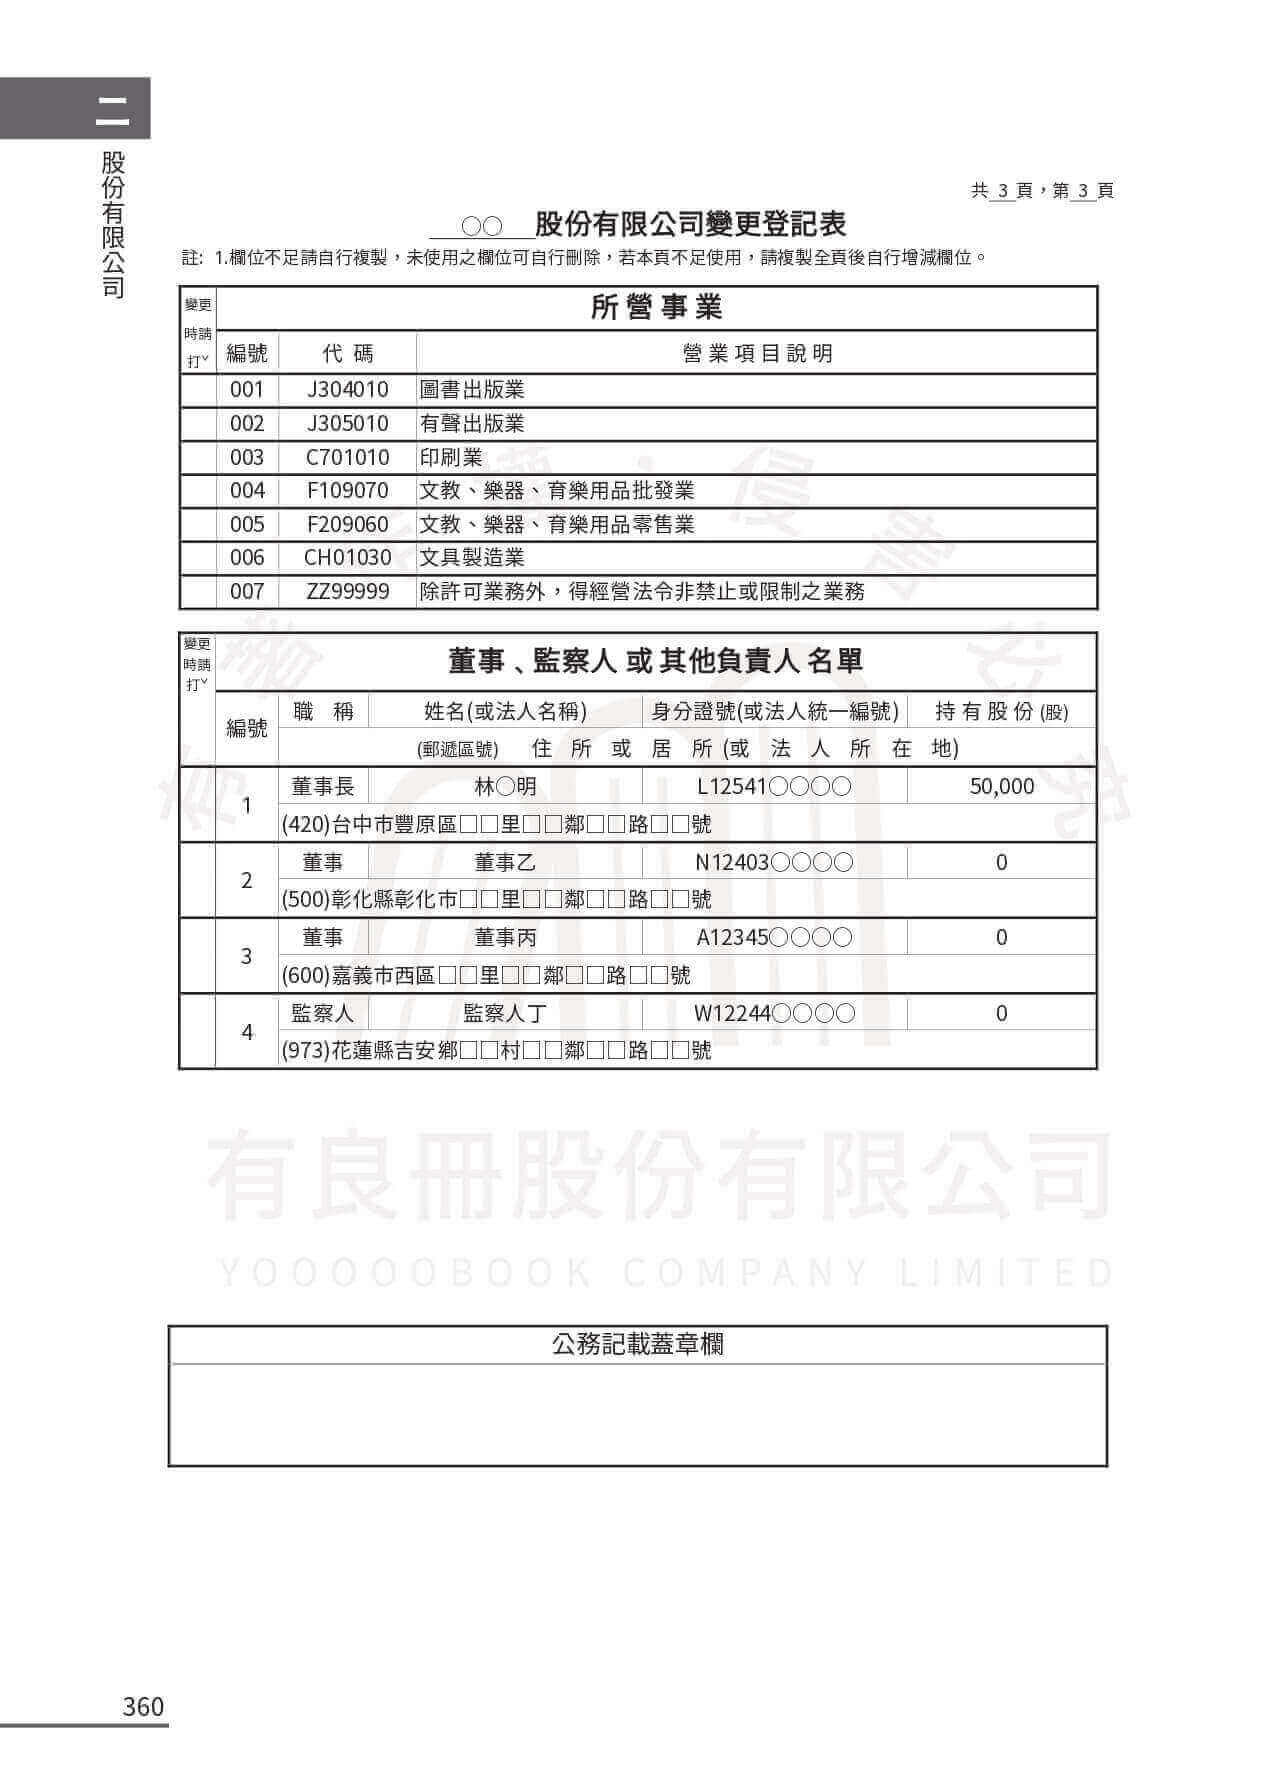 二
股份有限公司
共 3 頁，第 3 頁
○○ 股份有限公司變更登記表
註: 1.欄位不足請自行複製，未使用之欄位可自行刪除，若本頁不足使用，請複製全頁後自行增減欄位。
變更時請打ˇ 所營事業
編號 代碼 營業項目說明
001 J304010 圖書出版業
002 J305010 有聲出版業
003 C701010 印刷業
004 F109070 文教、樂器、育樂用品批發業
005 F209060 文教、樂器、育樂用品零售業
006 CH01030 文具製造業
007 ZZ99999 除許可業務外，得經營法令非禁止或限制之業務
變更時請打ˇ 董事、監察人或其他負責人名單
編號 職稱 姓名(或法人名稱) 身分證號(或法人統一編號) 持有股份(股)
(郵遞區號) 住所或居所(或法人所在地)
1 董事長 林○明 L12541○○○○ 50,000
(420)台中市豐原區□□里□□鄰□□路□□號
2 董事 董事乙 N12403○○○○ 0
(500)彰化縣彰化市□□里□□鄰□□路□□號
3 董事 董事丙 A12345○○○○ 0
(600)嘉義市西區□□里□□鄰□□路□□號
4 監察人 監察人丁 W12244○○○○ 0
(973)花蓮縣吉安鄉□□村□□鄰□□路□□號
有著作權・侵害必究
有良冊股份有限公司
YOOOOOBOOK COMPANY LIMITED
公務記載蓋章欄
360